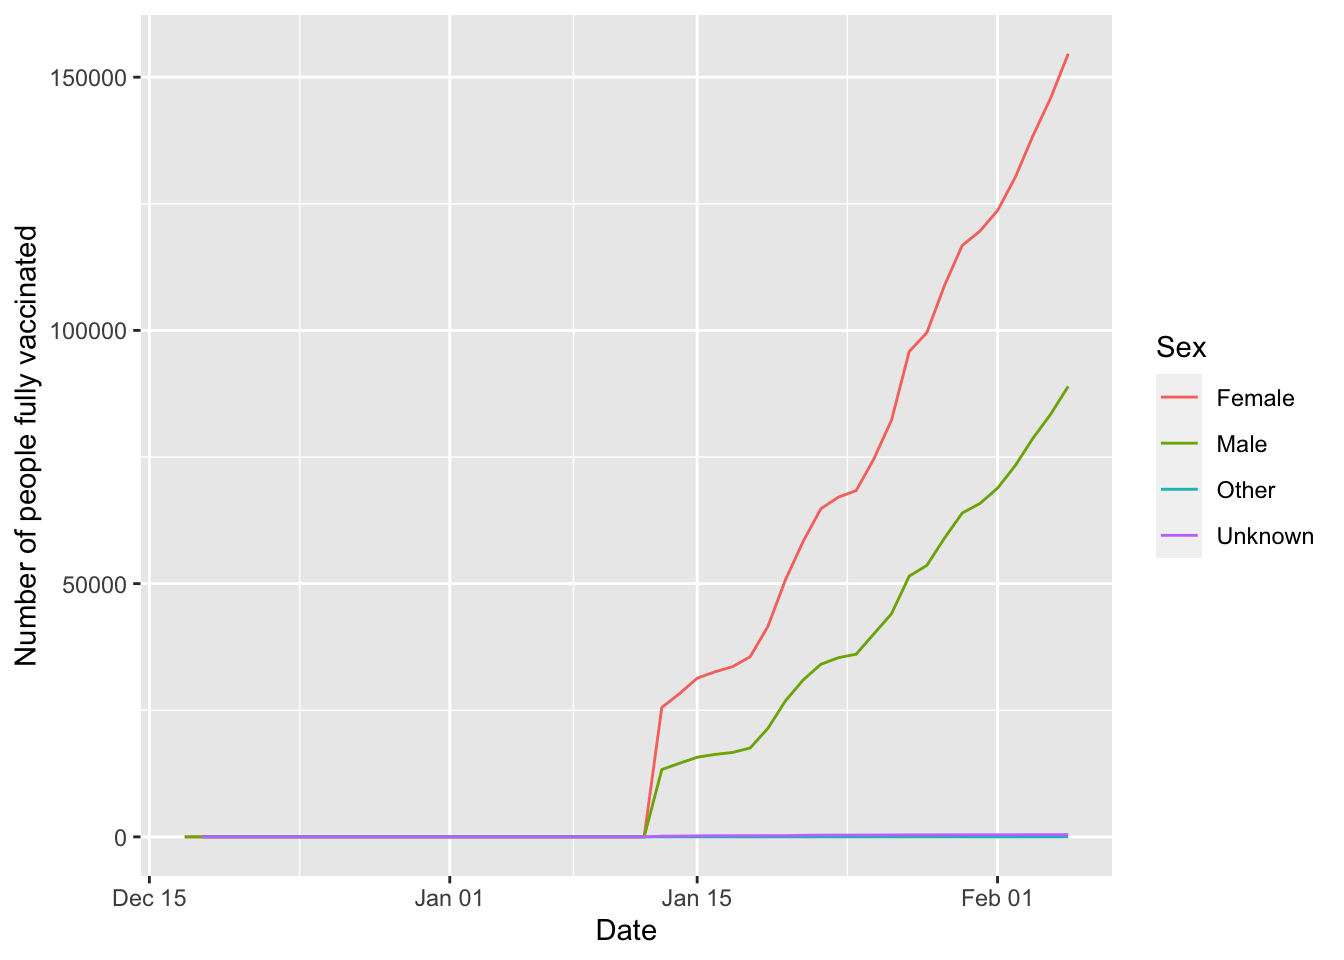 Number of people fully vaccinated
150000
100000
50000
0
Dec 15
Jan 01
Jan 15
Feb 01
Date
Sex
Female
Male
Other
Unknown